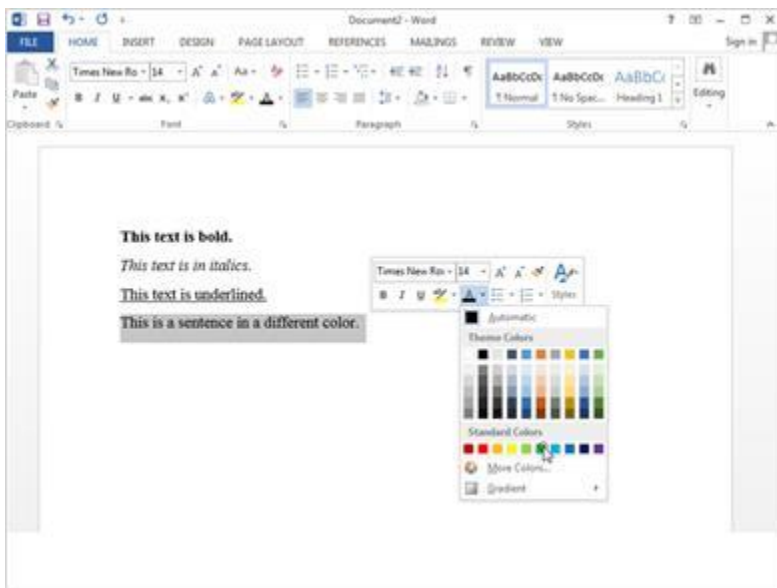 Document2 - Word
FILE HOME INSERT DESIGN PAGE LAYOUT REFERENCES MAILINGS REVIEW VIEW Sign in
Times New Ro 14
Paste
B I U abc
AaBbCcDc AaBbCcDc AaBbCc
¶ Normal ¶ No Spac... Heading 1
Editing
Clipboard Font Paragraph Styles
This text is bold.
This text is in italics.
This text is underlined.
This is a sentence in a different color.
Times New Ro 14
B I U Styles
Automatic
Theme Colors
Standard Colors
More Colors...
Gradient